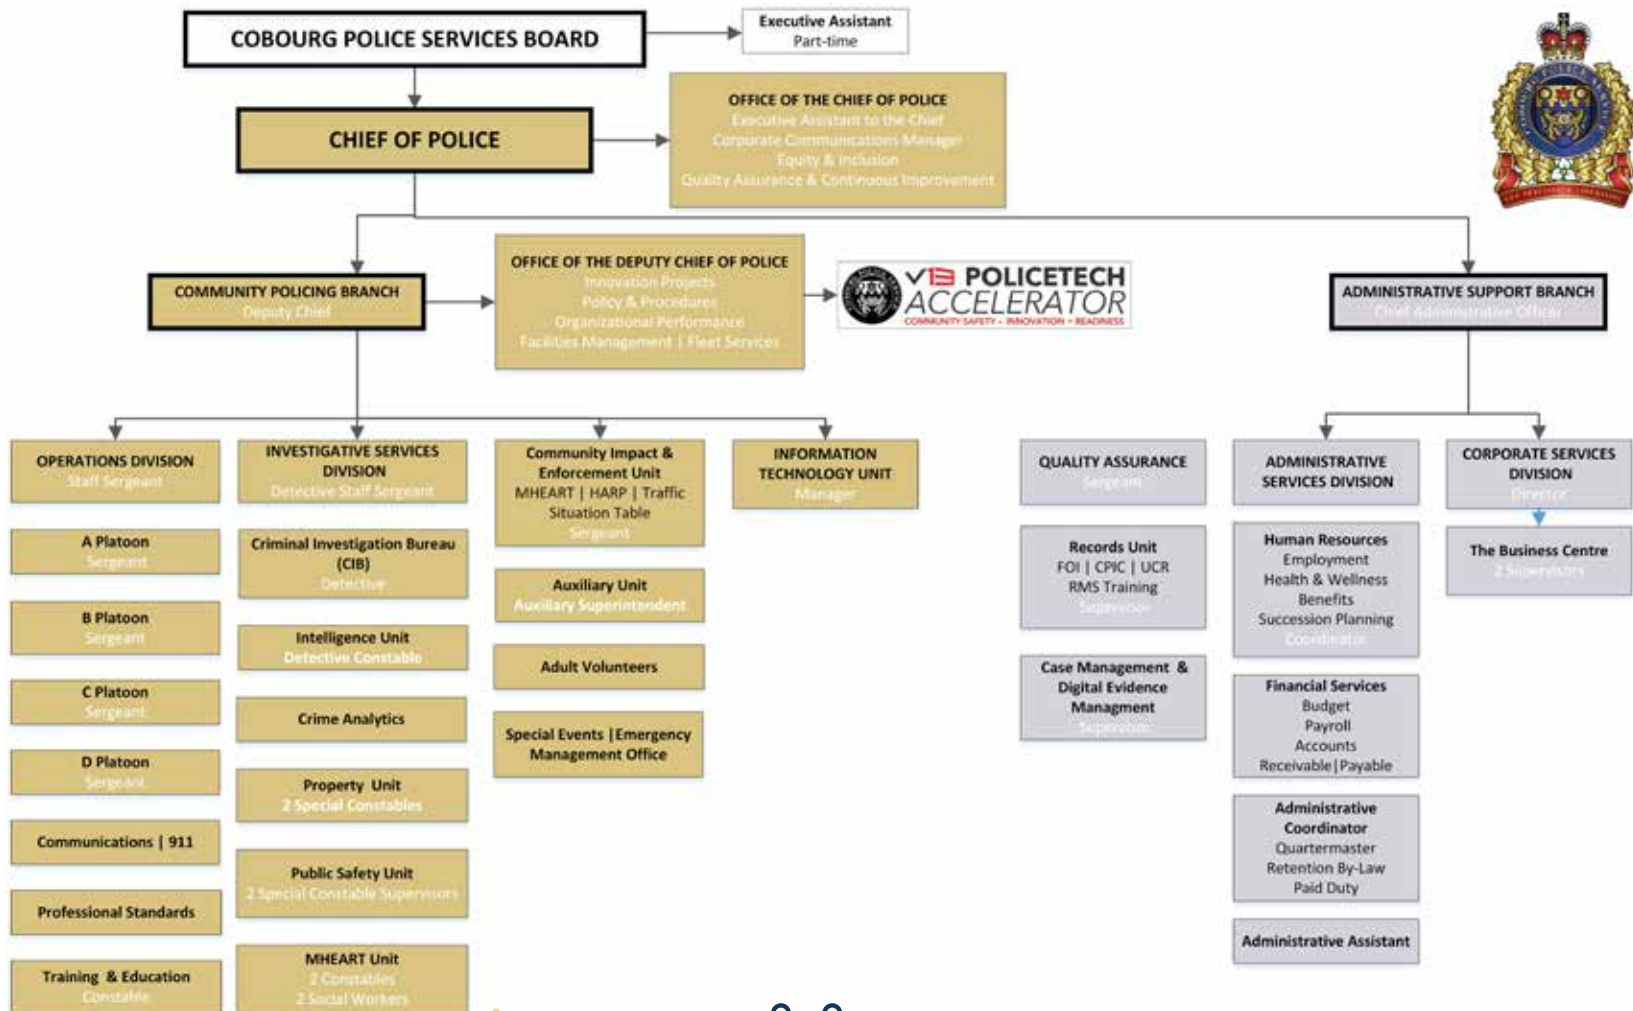 COBOURG POLICE SERVICES BOARD
Executive Assistant
Part-time
CHIEF OF POLICE
OFFICE OF THE CHIEF OF POLICE
Executive Assistant to the Chief
Corporate Communications Manager
Equity & Inclusion
Quality Assurance & Continuous Improvement
COMMUNITY POLICING BRANCH
Deputy Chief
OFFICE OF THE DEPUTY CHIEF OF POLICE
Innovation Projects
Policy & Procedures
Organizational Performance
Facilities Management | Fleet Services
V13 POLICETECH
ACCELERATOR
COMMUNITY SAFETY • INNOVATION • READINESS
ADMINISTRATIVE SUPPORT BRANCH
Chief Administrative Officer
OPERATIONS DIVISION
Staff Sergeant
A Platoon
Sergeant
B Platoon
Sergeant
C Platoon
Sergeant
D Platoon
Sergeant
Communications | 911
Professional Standards
Training & Education
Constable
INVESTIGATIVE SERVICES
DIVISION
Detective Staff Sergeant
Criminal Investigation Bureau
(CIB)
Detective
Intelligence Unit
Detective Constable
Crime Analytics
Property Unit
2 Special Constables
Public Safety Unit
2 Special Constable Supervisors
MHEART Unit
2 Constables
2 Social Workers
Community Impact &
Enforcement Unit
MHEART | HARP | Traffic
Situation Table
Sergeant
Auxiliary Unit
Auxiliary Superintendent
Adult Volunteers
Special Events |Emergency
Management Office
INFORMATION
TECHNOLOGY UNIT
Manager
QUALITY ASSURANCE
Sergeant
Records Unit
FOI | CPIC | UCR
RMS Training
Supervisor
Case Management &
Digital Evidence
Managment
Supervisor
ADMINISTRATIVE
SERVICES DIVISION
Human Resources
Employment
Health & Wellness
Benefits
Succession Planning
Coordinator
Financial Services
Budget
Payroll
Accounts
Receivable|Payable
Administrative
Coordinator
Quartermaster
Retention By-Law
Paid Duty
Administrative Assistant
CORPORATE SERVICES
DIVISION
Director
The Business Centre
2 Supervisors